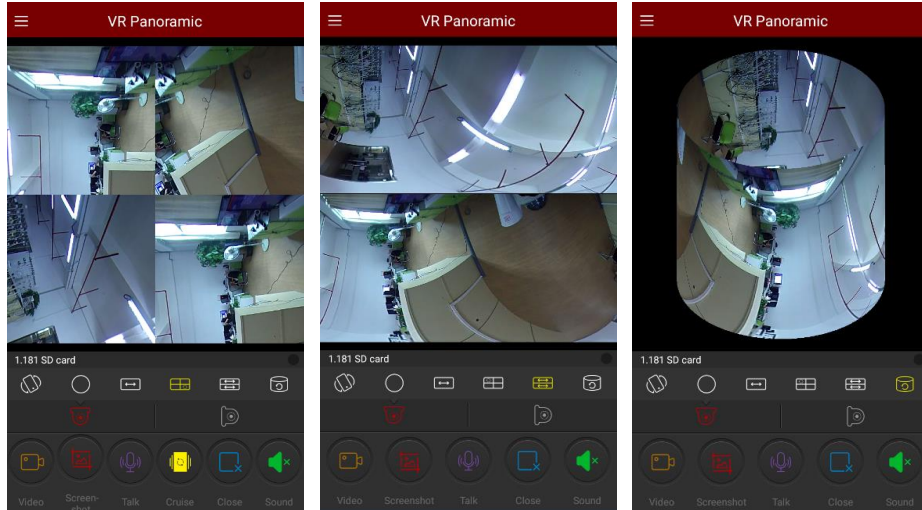 VR Panoramic
1.181 SD card
Video
Screen-
shot
Talk
Cruise
Close
Sound
VR Panoramic
1.181 SD card
Video
Screenshot
Talk
Close
Sound
VR Panoramic
1.181 SD card
Video
Screenshot
Talk
Close
Sound